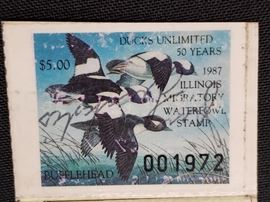 DUCKS UNLIMITED
50 YEARS
$5.00
1987
ILLINOIS
MIGRATORY
WATERFOWL
STAMP
001972
BUFFLEHEAD